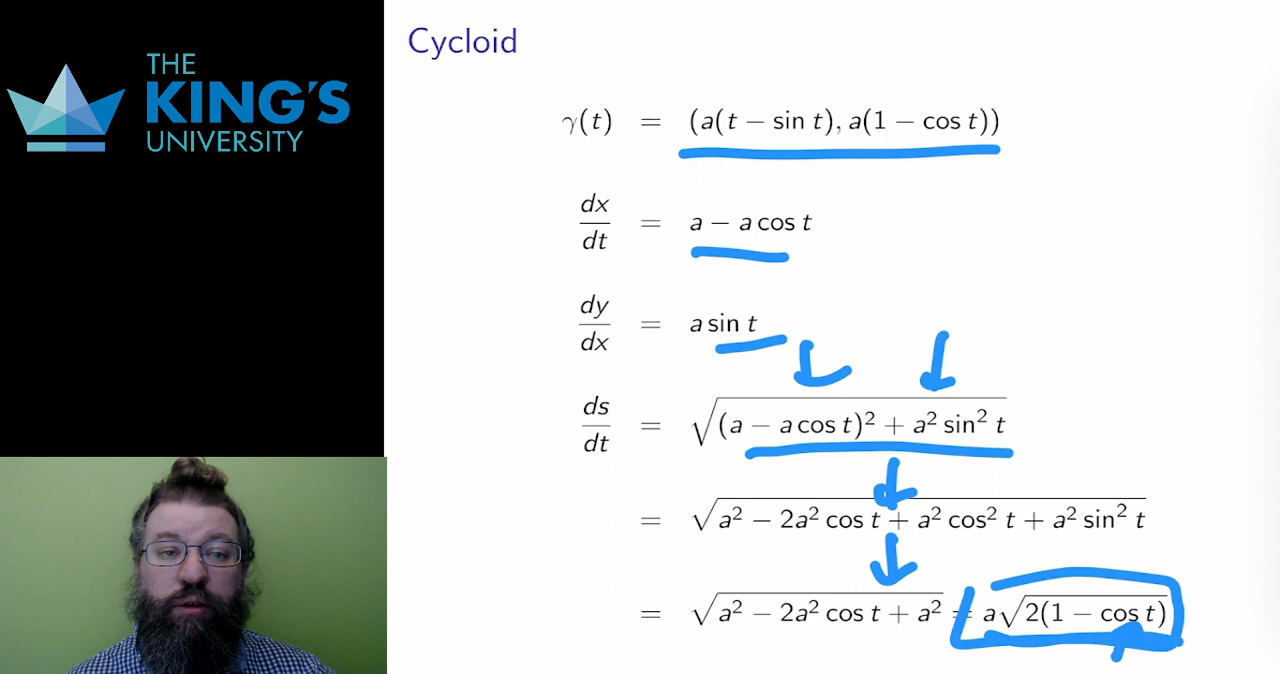 THE
KING'S
UNIVERSITY
Cycloid
γ(t) = (a(t − sin t), a(1 − cos t))
dx/dt = a − a cos t
dy/dx = a sin t
ds/dt = √((a − a cos t)² + a² sin² t)
= √(a² − 2a² cos t + a² cos² t + a² sin² t)
= √(a² − 2a² cos t + a²) = a√(2(1 − cos t))